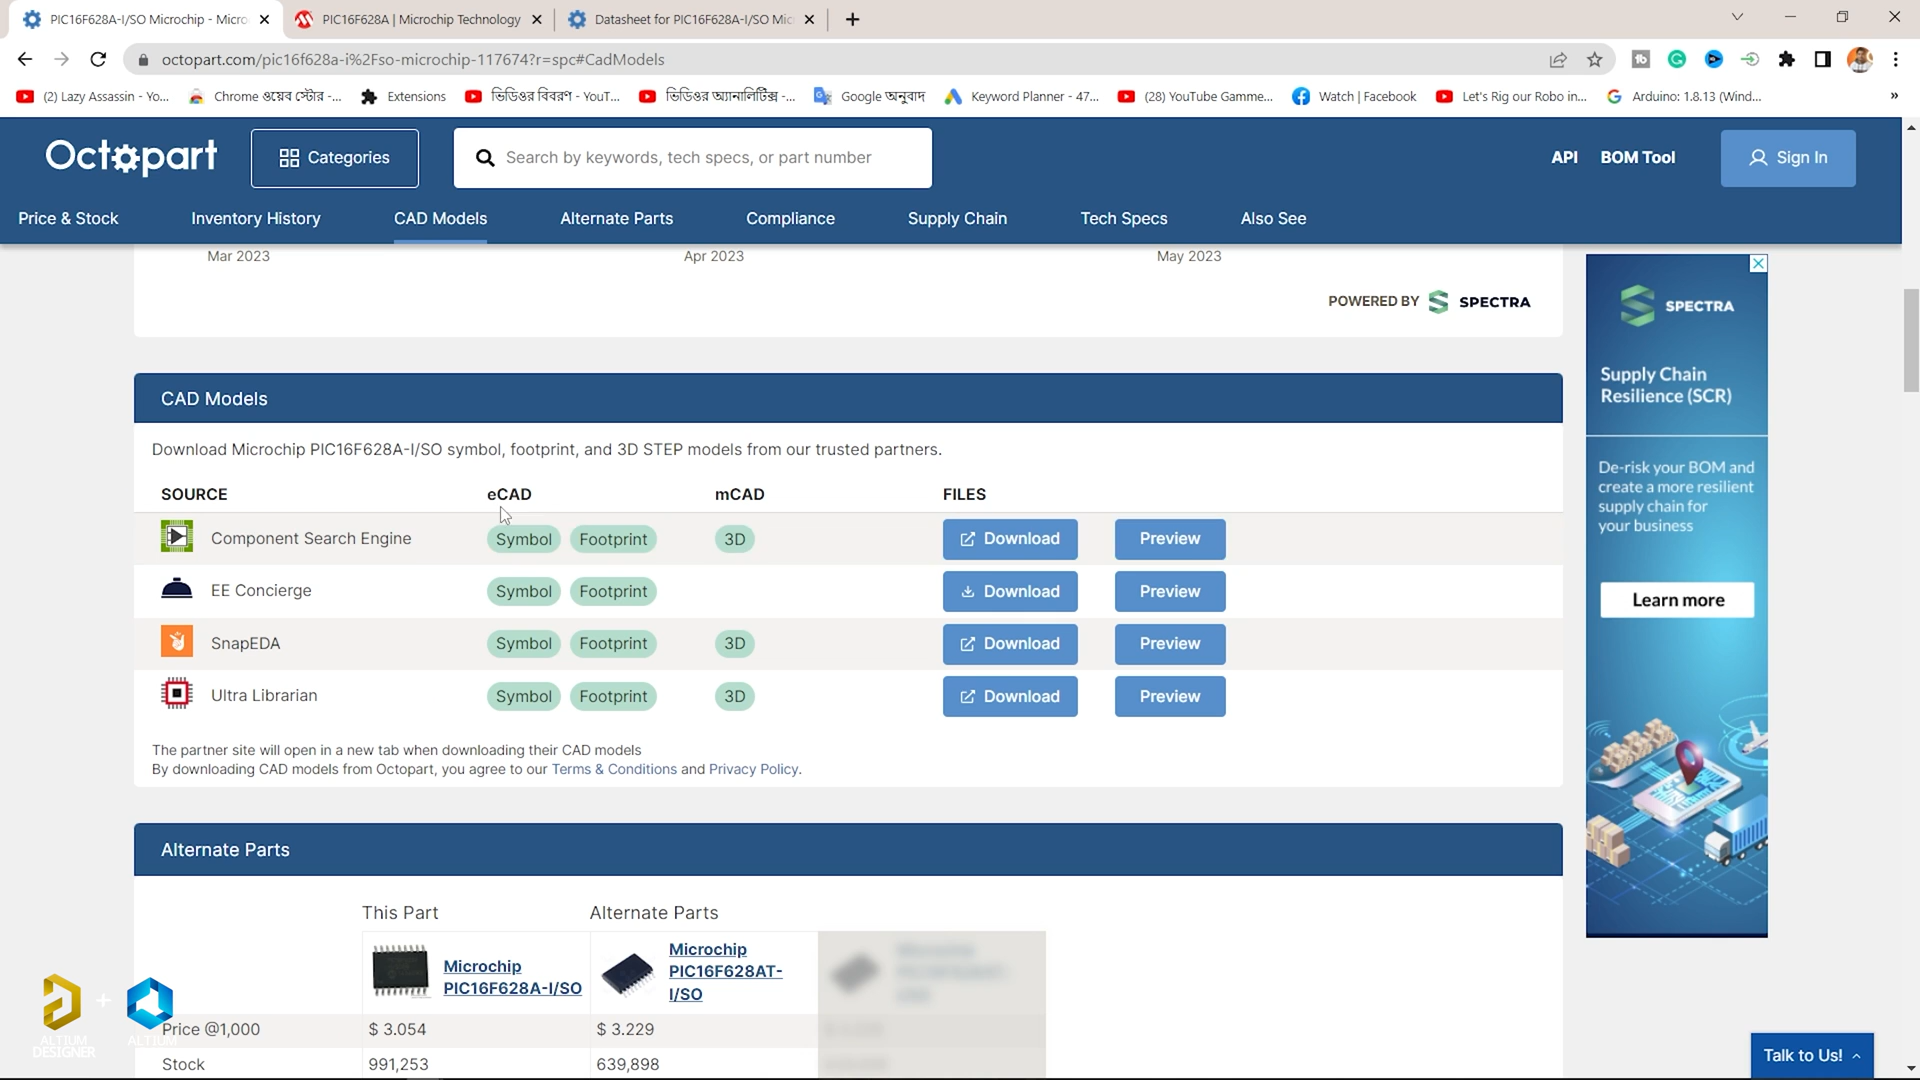 PIC16F628A-I/SO Microchip - Micro
PIC16F628A | Microchip Technology
Datasheet for PIC16F628A-I/SO Mic
octopart.com/pic16f628a-i%2Fso-microchip-117674?r=spc#CadModels
(2) Lazy Assassin - Yo...
Chrome ওয়েব স্টোর -...
Extensions
ভিডিওর বিবরণ - YouT...
ভিডিওর অ্যানালিটিক্স -...
Google অনুবাদ
Keyword Planner - 47...
(28) YouTube Gamme...
Watch | Facebook
Let's Rig our Robo in...
Arduino: 1.8.13 (Wind...
»
Octopart
Categories
Search by keywords, tech specs, or part number
API
BOM Tool
Sign In
Price & Stock
Inventory History
CAD Models
Alternate Parts
Compliance
Supply Chain
Tech Specs
Also See
Mar 2023
Apr 2023
May 2023
POWERED BY SPECTRA
CAD Models
Download Microchip PIC16F628A-I/SO symbol, footprint, and 3D STEP models from our trusted partners.
SOURCE eCAD mCAD FILES
Component Search Engine Symbol Footprint 3D Download Preview
EE Concierge Symbol Footprint Download Preview
SnapEDA Symbol Footprint 3D Download Preview
Ultra Librarian Symbol Footprint 3D Download Preview
The partner site will open in a new tab when downloading their CAD models
By downloading CAD models from Octopart, you agree to our Terms & Conditions and Privacy Policy.
SPECTRA
Supply Chain
Resilience (SCR)
De-risk your BOM and
create a more resilient
supply chain for
your business
Learn more
Alternate Parts
This Part
Alternate Parts
Microchip
PIC16F628A-I/SO
Microchip
PIC16F628AT-
I/SO
Price @1,000 $ 3.054 $ 3.229
Stock 991,253 639,898
ALTIUM
DESIGNER
+
ALTIUM
Talk to Us!